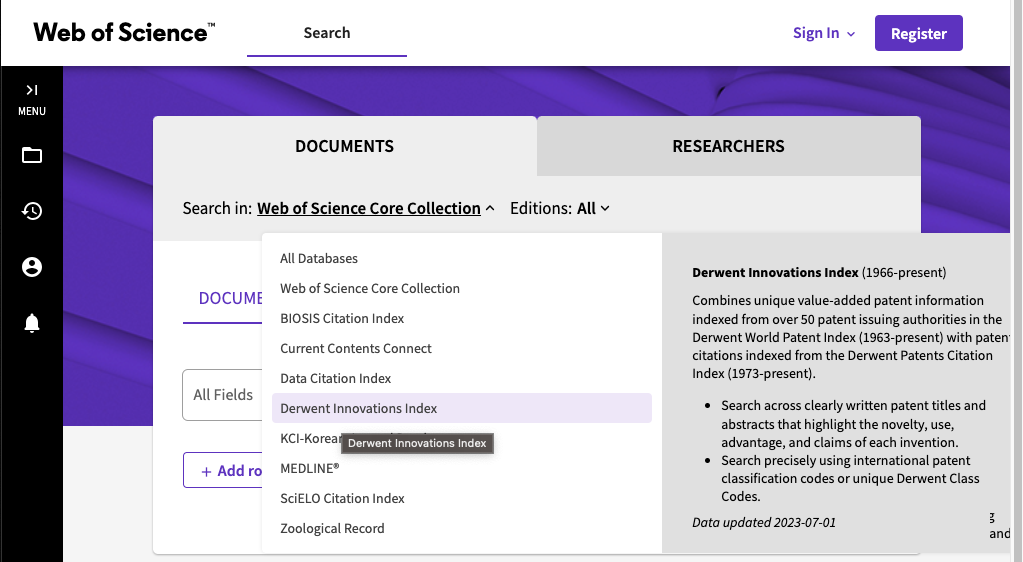 Web of Science™
Search
Sign In
Register
MENU
DOCUMENTS
RESEARCHERS
Search in: Web of Science Core Collection
Editions: All
All Databases
Web of Science Core Collection
BIOSIS Citation Index
Current Contents Connect
Data Citation Index
Derwent Innovations Index
KCI-Korean
Derwent Innovations Index
MEDLINE®
SciELO Citation Index
Zoological Record
DOCUME
All Fields
+ Add ro
Derwent Innovations Index (1966-present)
Combines unique value-added patent information
indexed from over 50 patent issuing authorities in the
Derwent World Patent Index (1963-present) with patent
citations indexed from the Derwent Patents Citation
Index (1973-present).
• Search across clearly written patent titles and
abstracts that highlight the novelty, use,
advantage, and claims of each invention.
• Search precisely using international patent
classification codes or unique Derwent Class
Codes.
Data updated 2023-07-01
g
and